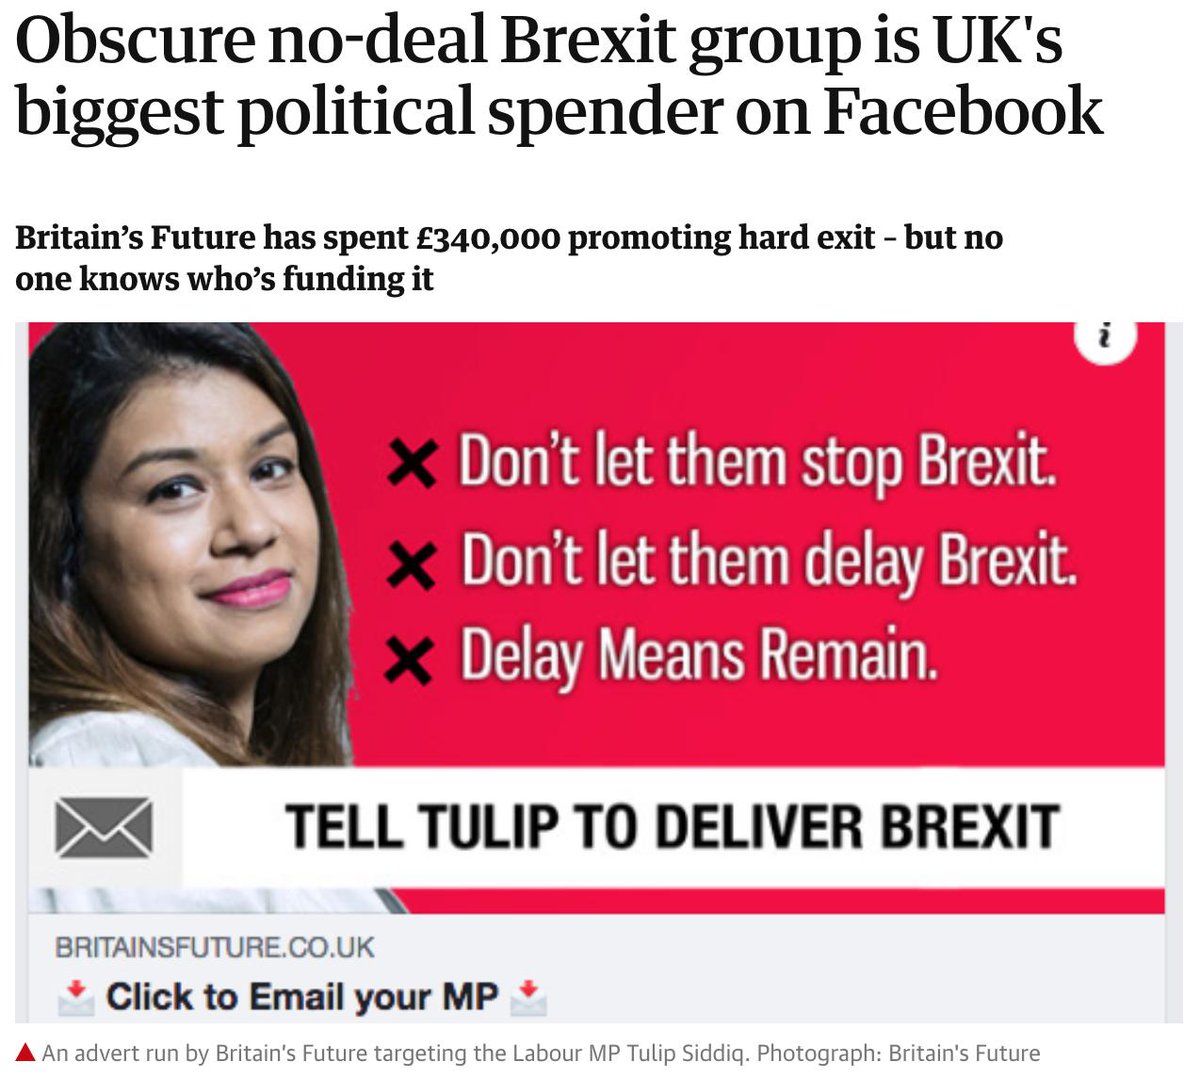 Obscure no-deal Brexit group is UK's
biggest political spender on Facebook
Britain’s Future has spent £340,000 promoting hard exit – but no
one knows who’s funding it
i
✕ Don’t let them stop Brexit.
✕ Don’t let them delay Brexit.
✕ Delay Means Remain.
TELL TULIP TO DELIVER BREXIT
BRITAINSFUTURE.CO.UK
📩 Click to Email your MP 📩
▲ An advert run by Britain's Future targeting the Labour MP Tulip Siddiq. Photograph: Britain's Future